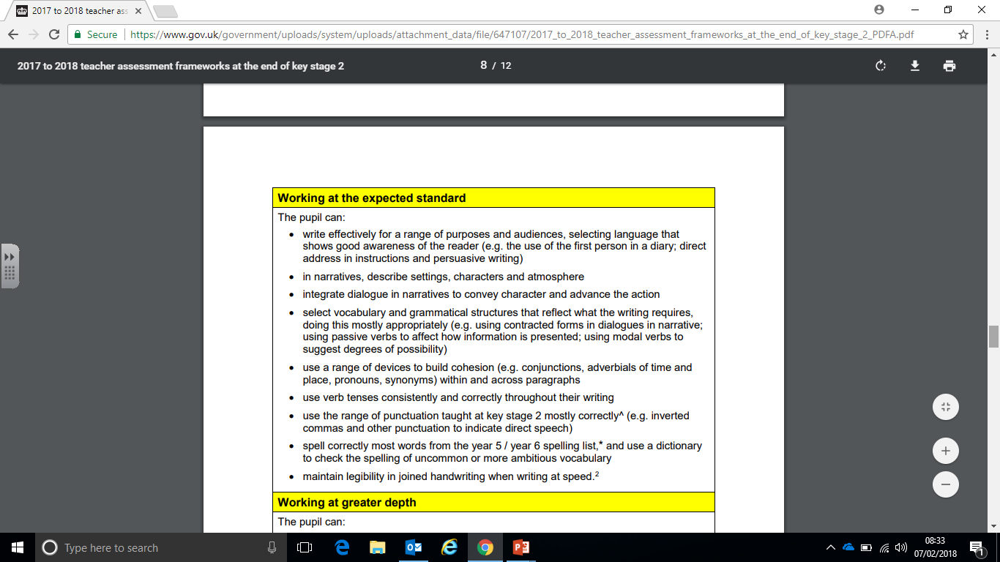 2017 to 2018 teacher ass
Secure
https://www.gov.uk/government/uploads/system/uploads/attachment_data/file/647107/2017_to_2018_teacher_assessment_frameworks_at_the_end_of_key_stage_2_PDFA.pdf
2017 to 2018 teacher assessment frameworks at the end of key stage 2
8 / 12
Working at the expected standard
The pupil can:
• write effectively for a range of purposes and audiences, selecting language that
shows good awareness of the reader (e.g. the use of the first person in a diary; direct
address in instructions and persuasive writing)
• in narratives, describe settings, characters and atmosphere
• integrate dialogue in narratives to convey character and advance the action
• select vocabulary and grammatical structures that reflect what the writing requires,
doing this mostly appropriately (e.g. using contracted forms in dialogues in narrative;
using passive verbs to affect how information is presented; using modal verbs to
suggest degrees of possibility)
• use a range of devices to build cohesion (e.g. conjunctions, adverbials of time and
place, pronouns, synonyms) within and across paragraphs
• use verb tenses consistently and correctly throughout their writing
• use the range of punctuation taught at key stage 2 mostly correctly^ (e.g. inverted
commas and other punctuation to indicate direct speech)
• spell correctly most words from the year 5 / year 6 spelling list,* and use a dictionary
to check the spelling of uncommon or more ambitious vocabulary
• maintain legibility in joined handwriting when writing at speed.²
Working at greater depth
The pupil can:
Type here to search
08:33
07/02/2018
1